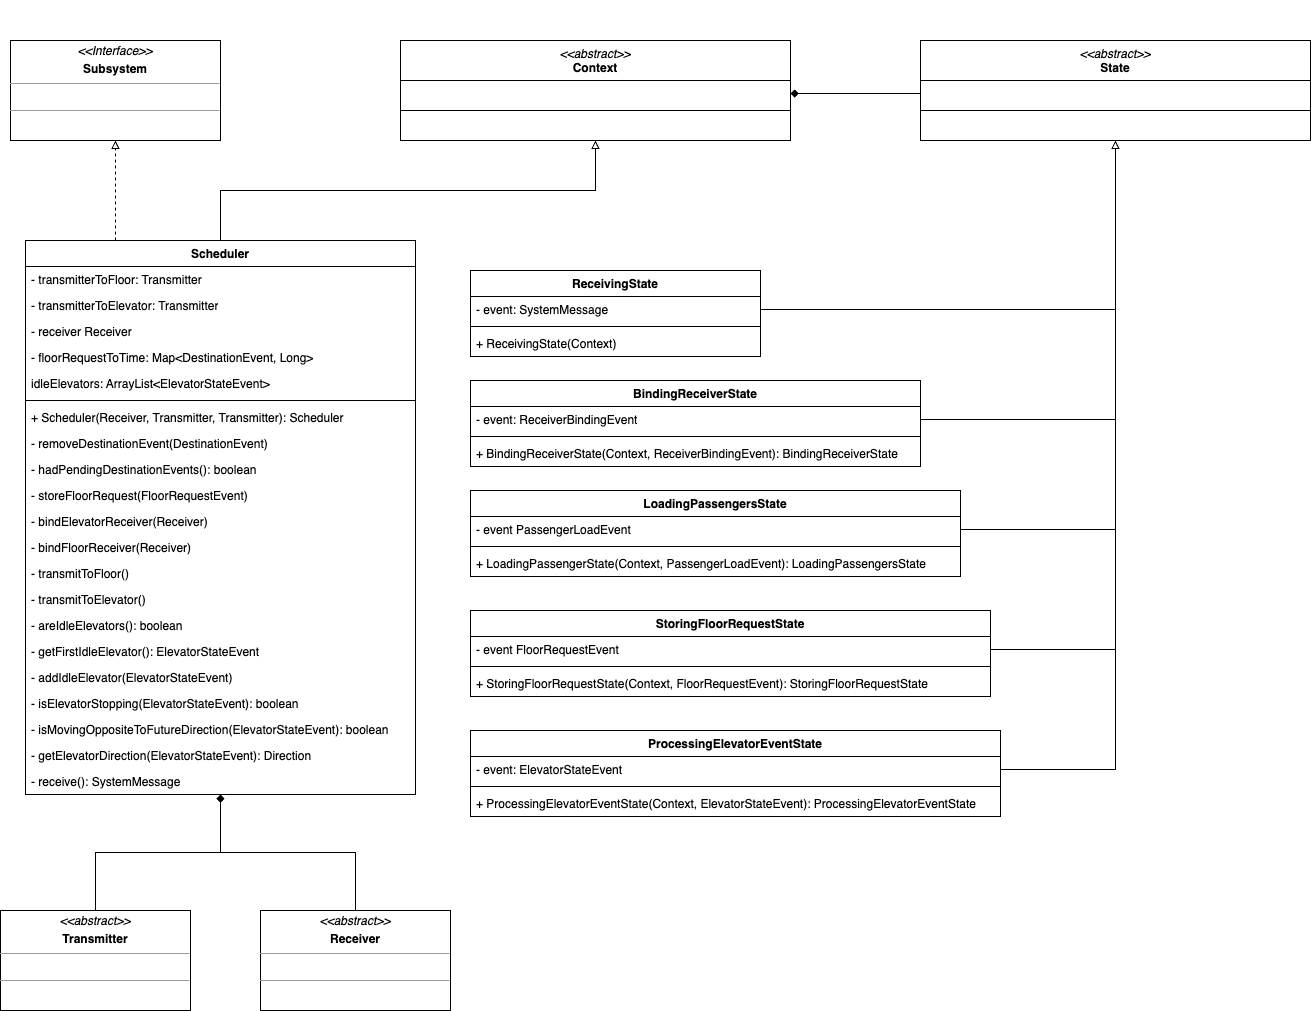 <<Interface>>
Subsystem
<<abstract>>
Context
<<abstract>>
State
Scheduler
- transmitterToFloor: Transmitter
- transmitterToElevator: Transmitter
- receiver Receiver
- floorRequestToTime: Map<DestinationEvent, Long>
idleElevators: ArrayList<ElevatorStateEvent>
+ Scheduler(Receiver, Transmitter, Transmitter): Scheduler
- removeDestinationEvent(DestinationEvent)
- hadPendingDestinationEvents(): boolean
- storeFloorRequest(FloorRequestEvent)
- bindElevatorReceiver(Receiver)
- bindFloorReceiver(Receiver)
- transmitToFloor()
- transmitToElevator()
- areIdleElevators(): boolean
- getFirstIdleElevator(): ElevatorStateEvent
- addIdleElevator(ElevatorStateEvent)
- isElevatorStopping(ElevatorStateEvent): boolean
- isMovingOppositeToFutureDirection(ElevatorStateEvent): boolean
- getElevatorDirection(ElevatorStateEvent): Direction
- receive(): SystemMessage
ReceivingState
- event: SystemMessage
+ ReceivingState(Context)
BindingReceiverState
- event: ReceiverBindingEvent
+ BindingReceiverState(Context, ReceiverBindingEvent): BindingReceiverState
LoadingPassengersState
- event PassengerLoadEvent
+ LoadingPassengerState(Context, PassengerLoadEvent): LoadingPassengersState
StoringFloorRequestState
- event FloorRequestEvent
+ StoringFloorRequestState(Context, FloorRequestEvent): StoringFloorRequestState
ProcessingElevatorEventState
- event: ElevatorStateEvent
+ ProcessingElevatorEventState(Context, ElevatorStateEvent): ProcessingElevatorEventState
<<abstract>>
Transmitter
<<abstract>>
Receiver